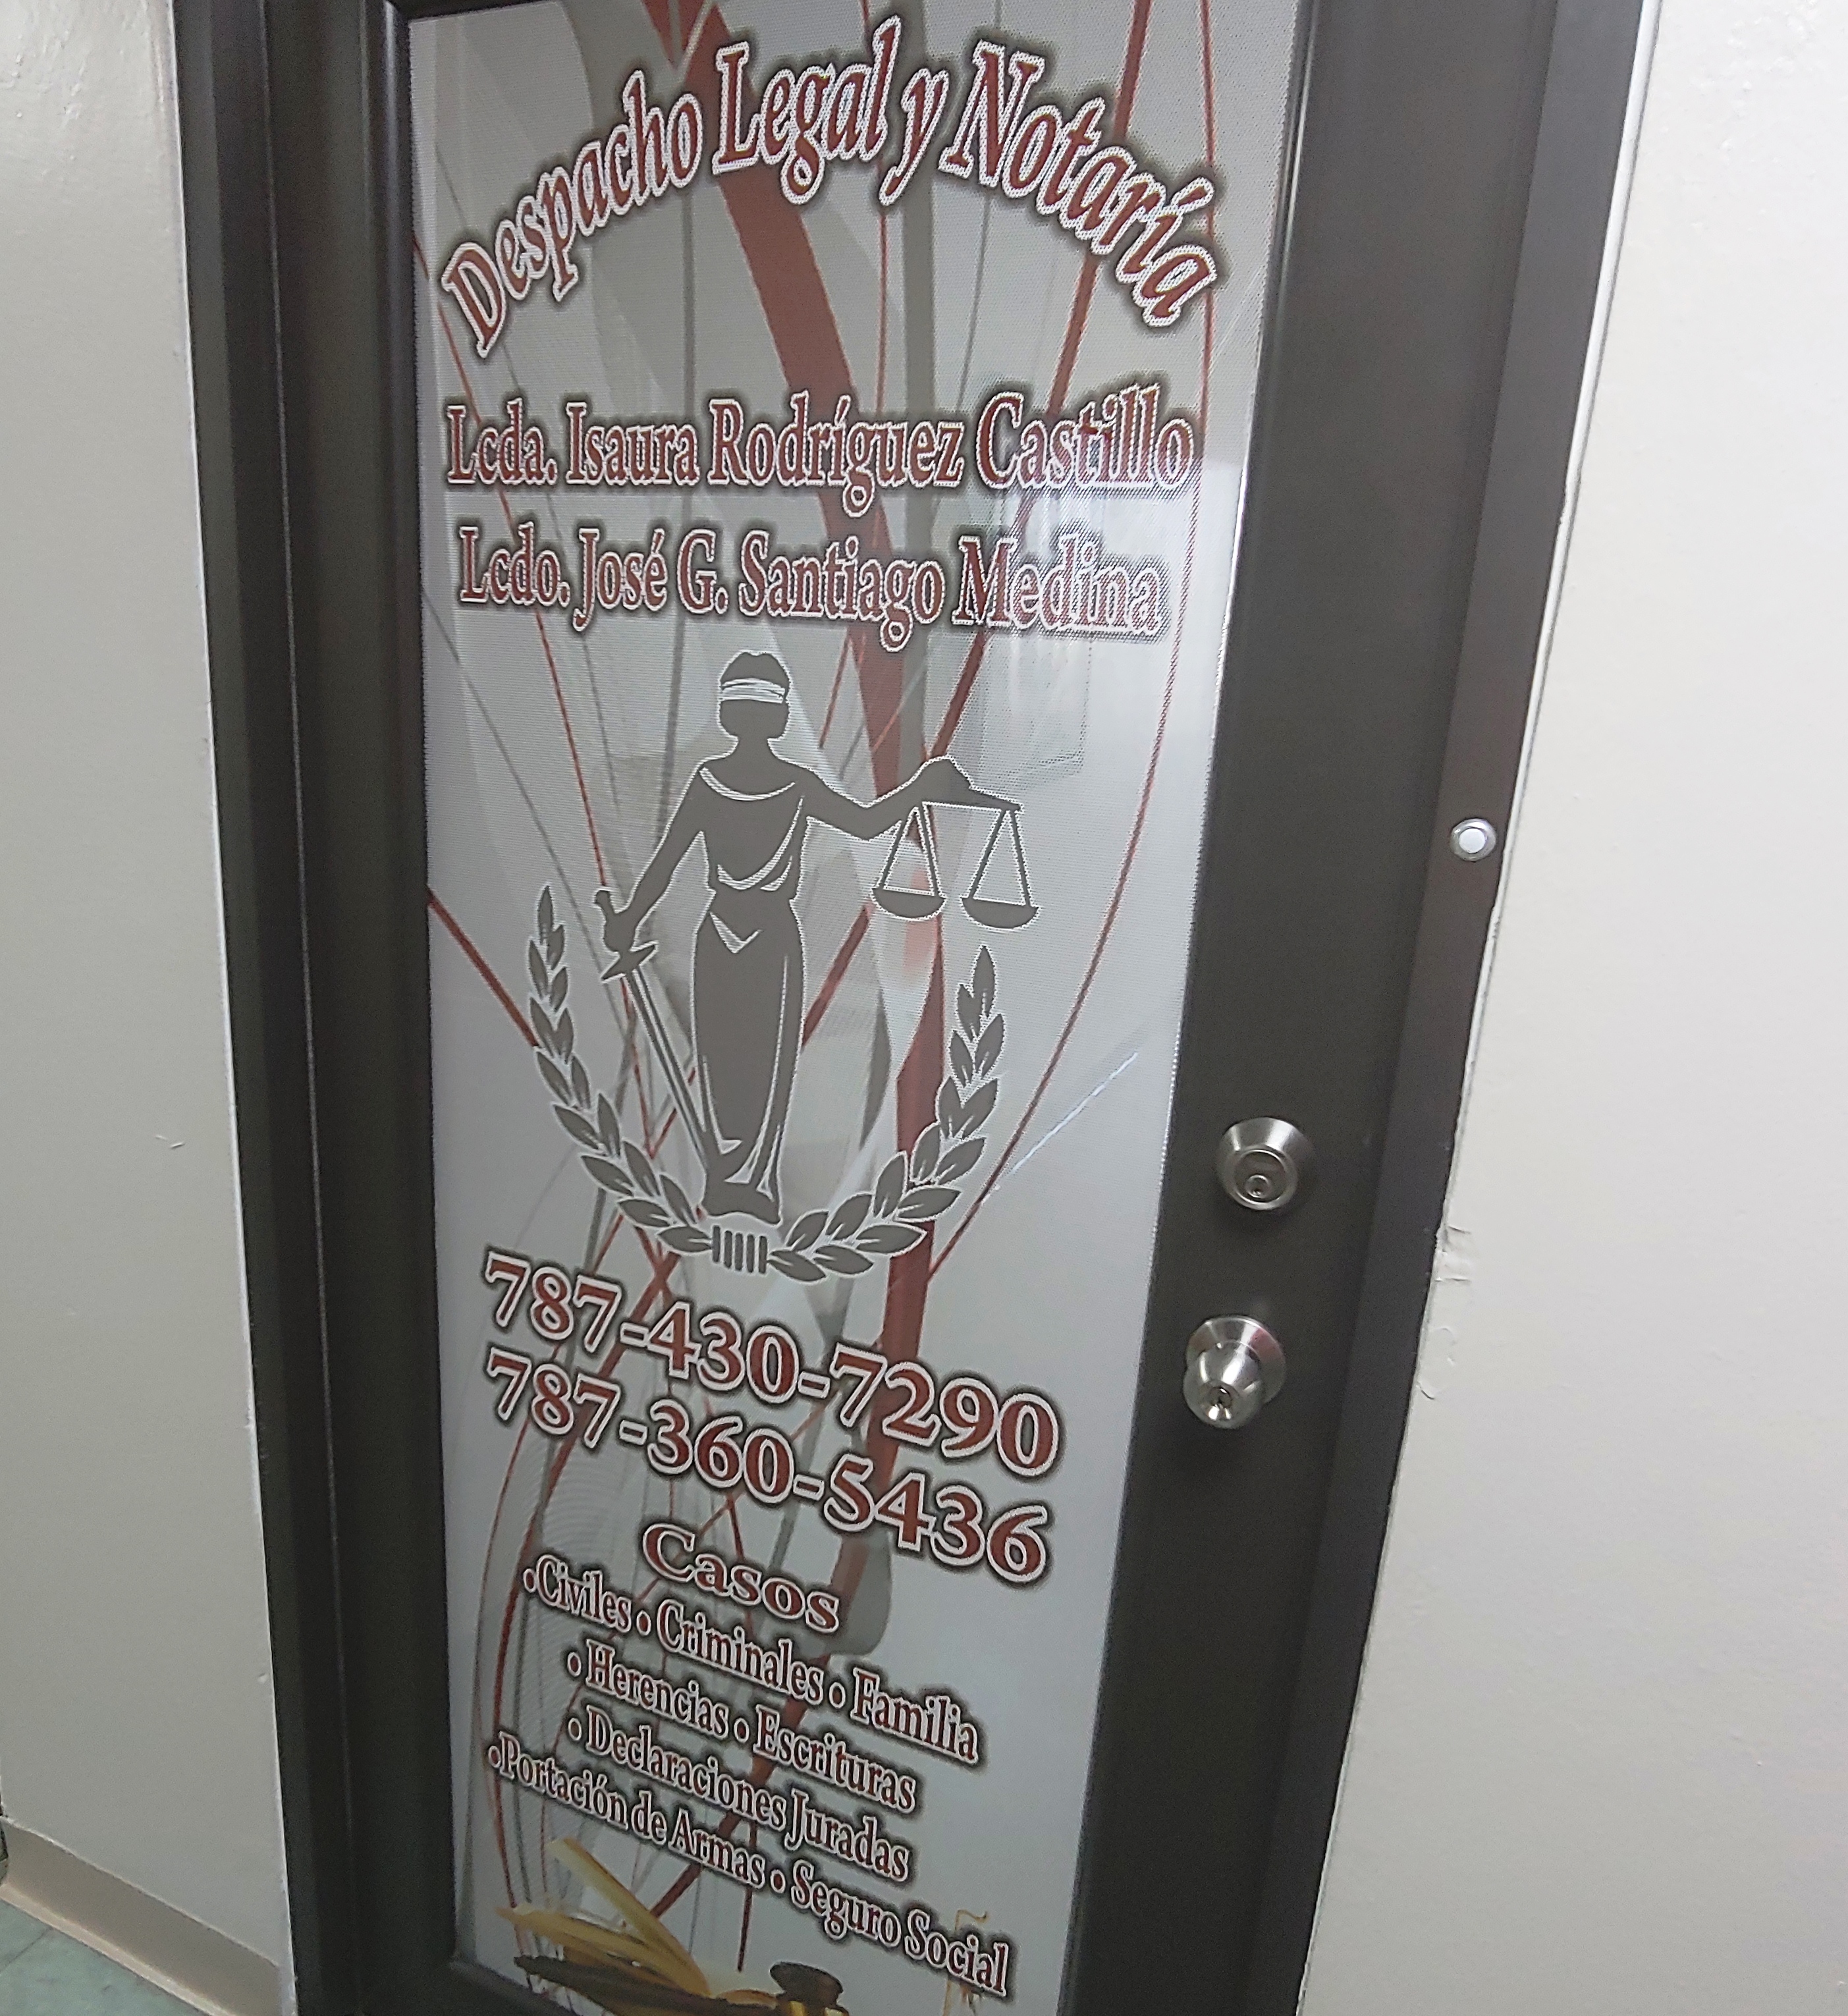 Despacho Legal y Notaría
Lcda. Isaura Rodríguez Castillo
Lcdo. José G. Santiago Medina
787-430-7290
787-360-5436
Casos
•Civiles • Criminales • Familia
• Herencias • Escrituras
• Declaraciones Juradas
•Portación de Armas • Seguro Social